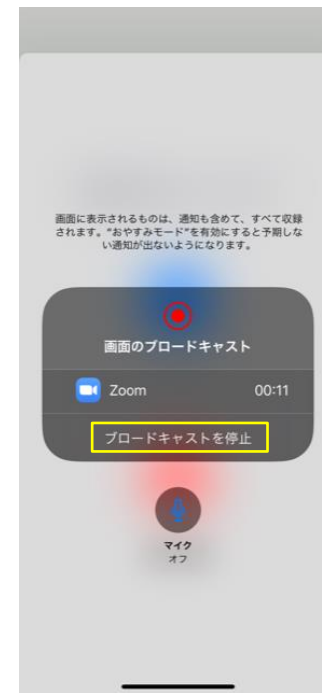 画面に表示されるものは、通知も含めて、すべて収録
されます。"おやすみモード"を有効にすると予期しな
い通知が出ないようになります。
画面のブロードキャスト
Zoom 00:11
ブロードキャストを停止
マイク
オフ